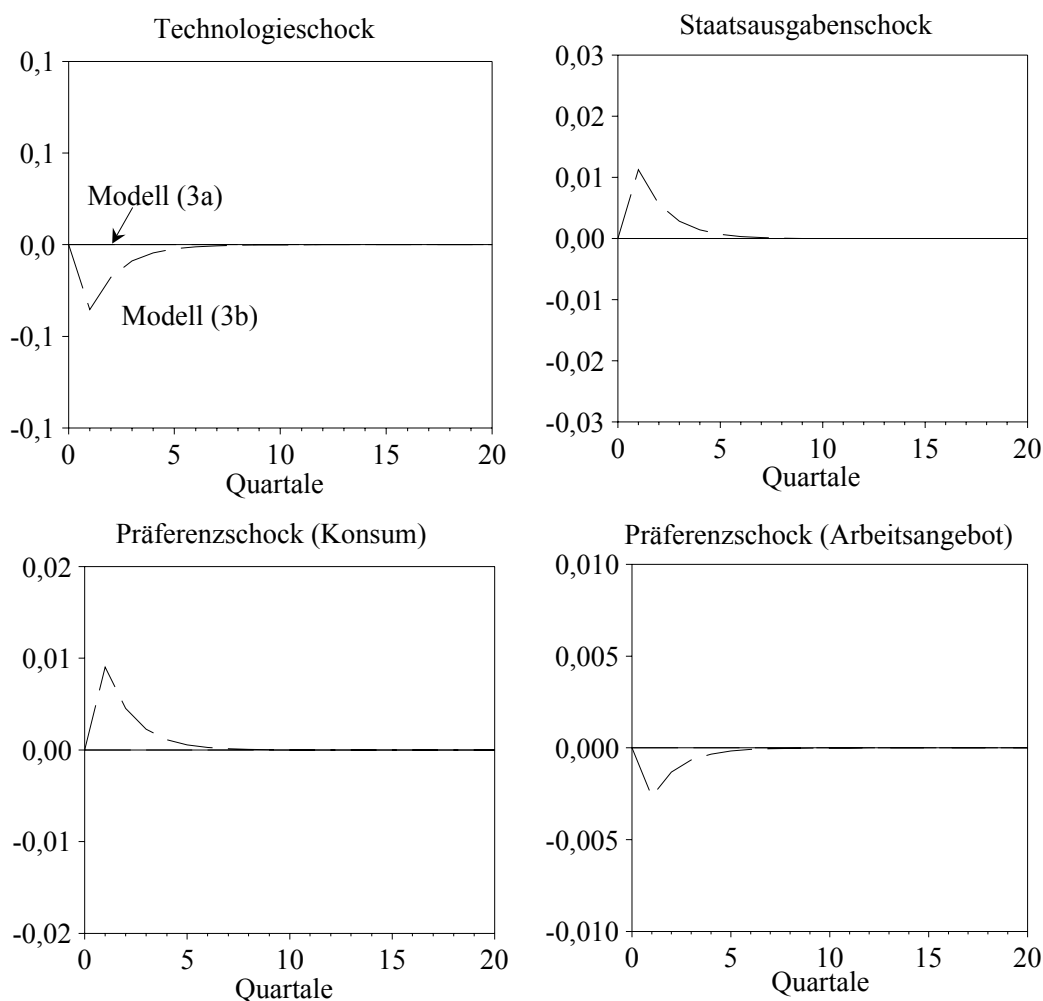 Technologieschock
0,1
0,1
0,0
-0,1
-0,1
Modell (3a)
Modell (3b)
0 5 10 15 20
Quartale
Staatsausgabenschock
0,03
0,02
0,01
0,00
-0,01
-0,02
-0,03
0 5 10 15 20
Quartale
Präferenzschock (Konsum)
0,02
0,01
0,00
-0,01
-0,02
0 5 10 15 20
Quartale
Präferenzschock (Arbeitsangebot)
0,010
0,005
0,000
-0,005
-0,010
0 5 10 15 20
Quartale